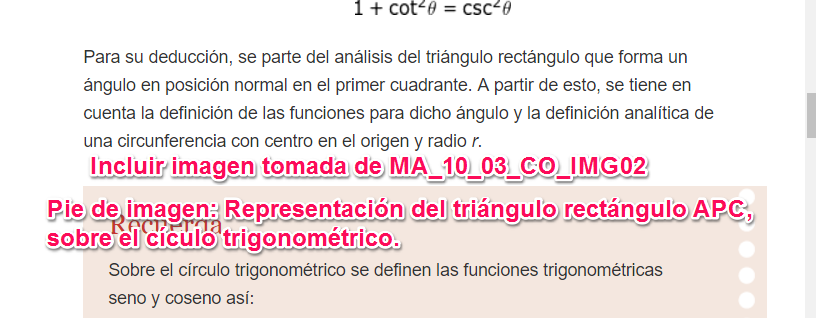 1 + cot²θ = csc²θ
Para su deducción, se parte del análisis del triángulo rectángulo que forma un
ángulo en posición normal en el primer cuadrante. A partir de esto, se tiene en
cuenta la definición de las funciones para dicho ángulo y la definición analítica de
una circunferencia con centro en el origen y radio r.
Incluir imagen tomada de MA_10_03_CO_IMG02
Pie de imagen: Representación del triángulo rectángulo APC,
Recuerda
sobre el cículo trigonométrico.
Sobre el círculo trigonométrico se definen las funciones trigonométricas
seno y coseno así: